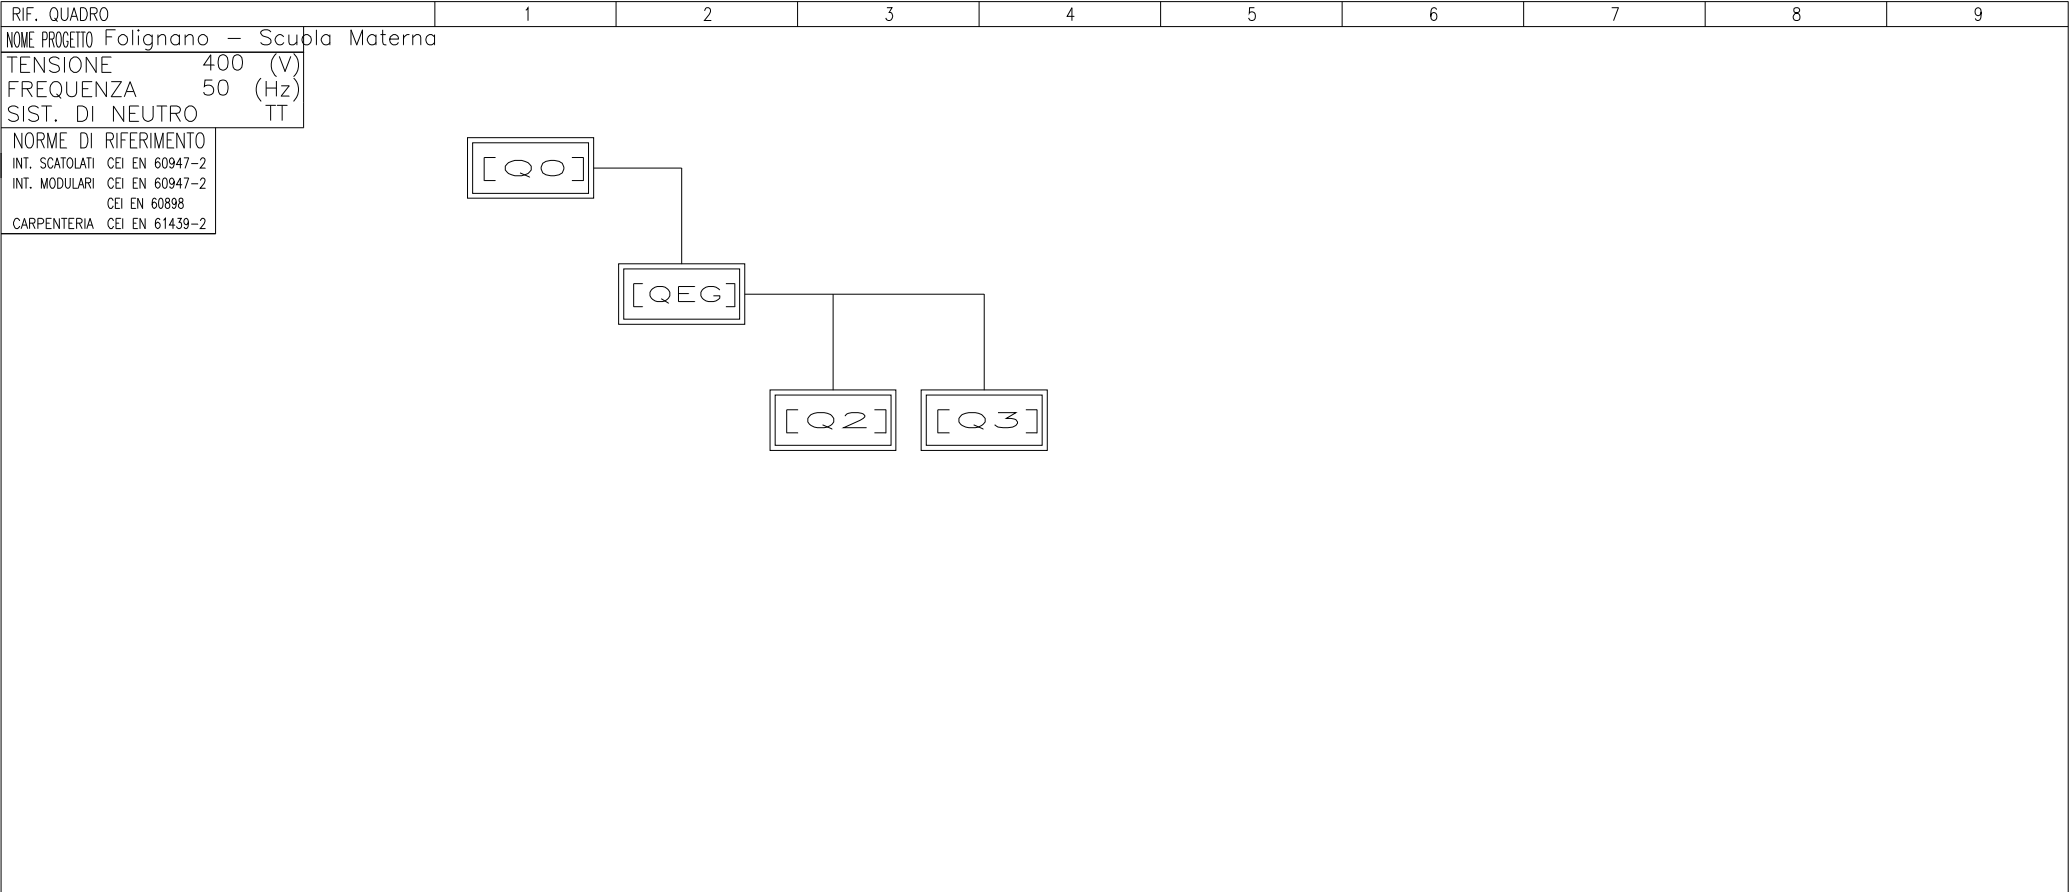 RIF. QUADRO 1 2 3 4 5 6 7 8 9
NOME PROGETTO Folignano - Scuola Materna
TENSIONE 400 (V)
FREQUENZA 50 (Hz)
SIST. DI NEUTRO TT
NORME DI RIFERIMENTO
INT. SCATOLATI CEI EN 60947-2
INT. MODULARI CEI EN 60947-2
CEI EN 60898
CARPENTERIA CEI EN 61439-2
[Q0]
[QEG]
[Q2] [Q3]